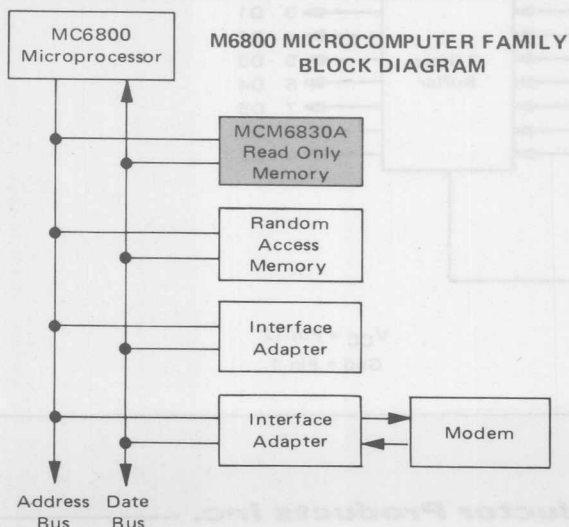 MC6800
Microprocessor
M6800 MICROCOMPUTER FAMILY
BLOCK DIAGRAM
MCM6830A
Read Only
Memory
Random
Access
Memory
Interface
Adapter
Interface
Adapter
Modem
Address
Bus
Date
Bus